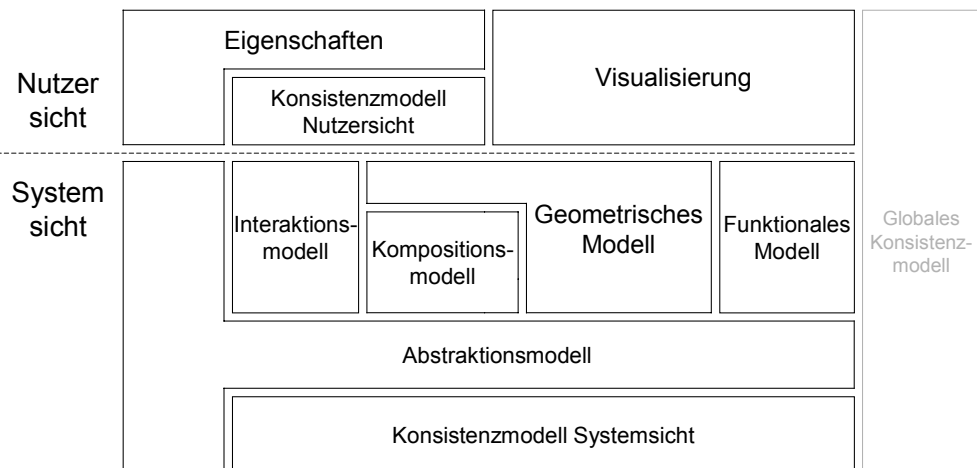 Nutzer
sicht
Eigenschaften
Konsistenzmodell
Nutzersicht
Visualisierung
System
sicht
Interaktions-
modell
Kompositions-
modell
Geometrisches
Modell
Funktionales
Modell
Globales
Konsistenz-
modell
Abstraktionsmodell
Konsistenzmodell Systemsicht